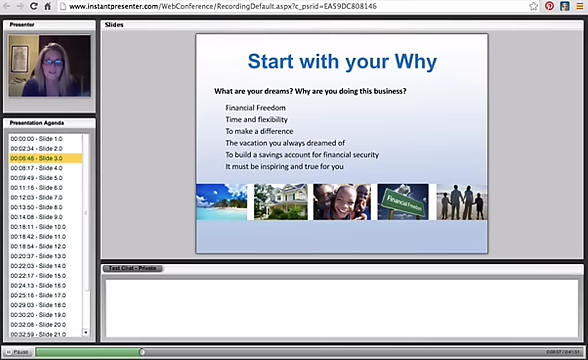 www.instantpresenter.com/WebConference/RecordingDefault.aspx?c_psrid=EA59DC808146
Presenter
Slides
Start with your Why
What are your dreams? Why are you doing this business?
Financial Freedom
Time and flexibility
To make a difference
The vacation you always dreamed of
To build a savings account for financial security
It must be inspiring and true for you
Financial Freedom
Presentation Agenda
00:00:00 - Slide 1.0
00:02:34 - Slide 2.0
00:06:48 - Slide 3.0
00:08:17 - Slide 4.0
00:09:49 - Slide 5.0
00:11:16 - Slide 6.0
00:12:03 - Slide 7.0
00:13:50 - Slide 8.0
00:14:08 - Slide 9.0
00:18:11 - Slide 10.0
00:18:42 - Slide 11.0
00:18:54 - Slide 12.0
00:20:37 - Slide 13.0
00:22:03 - Slide 14.0
00:22:17 - Slide 15.0
00:24:13 - Slide 16.0
00:25:16 - Slide 17.0
00:29:03 - Slide 18.0
00:30:20 - Slide 19.0
00:32:08 - Slide 20.0
00:32:59 - Slide 21.0
Text Chat - Private
Pause